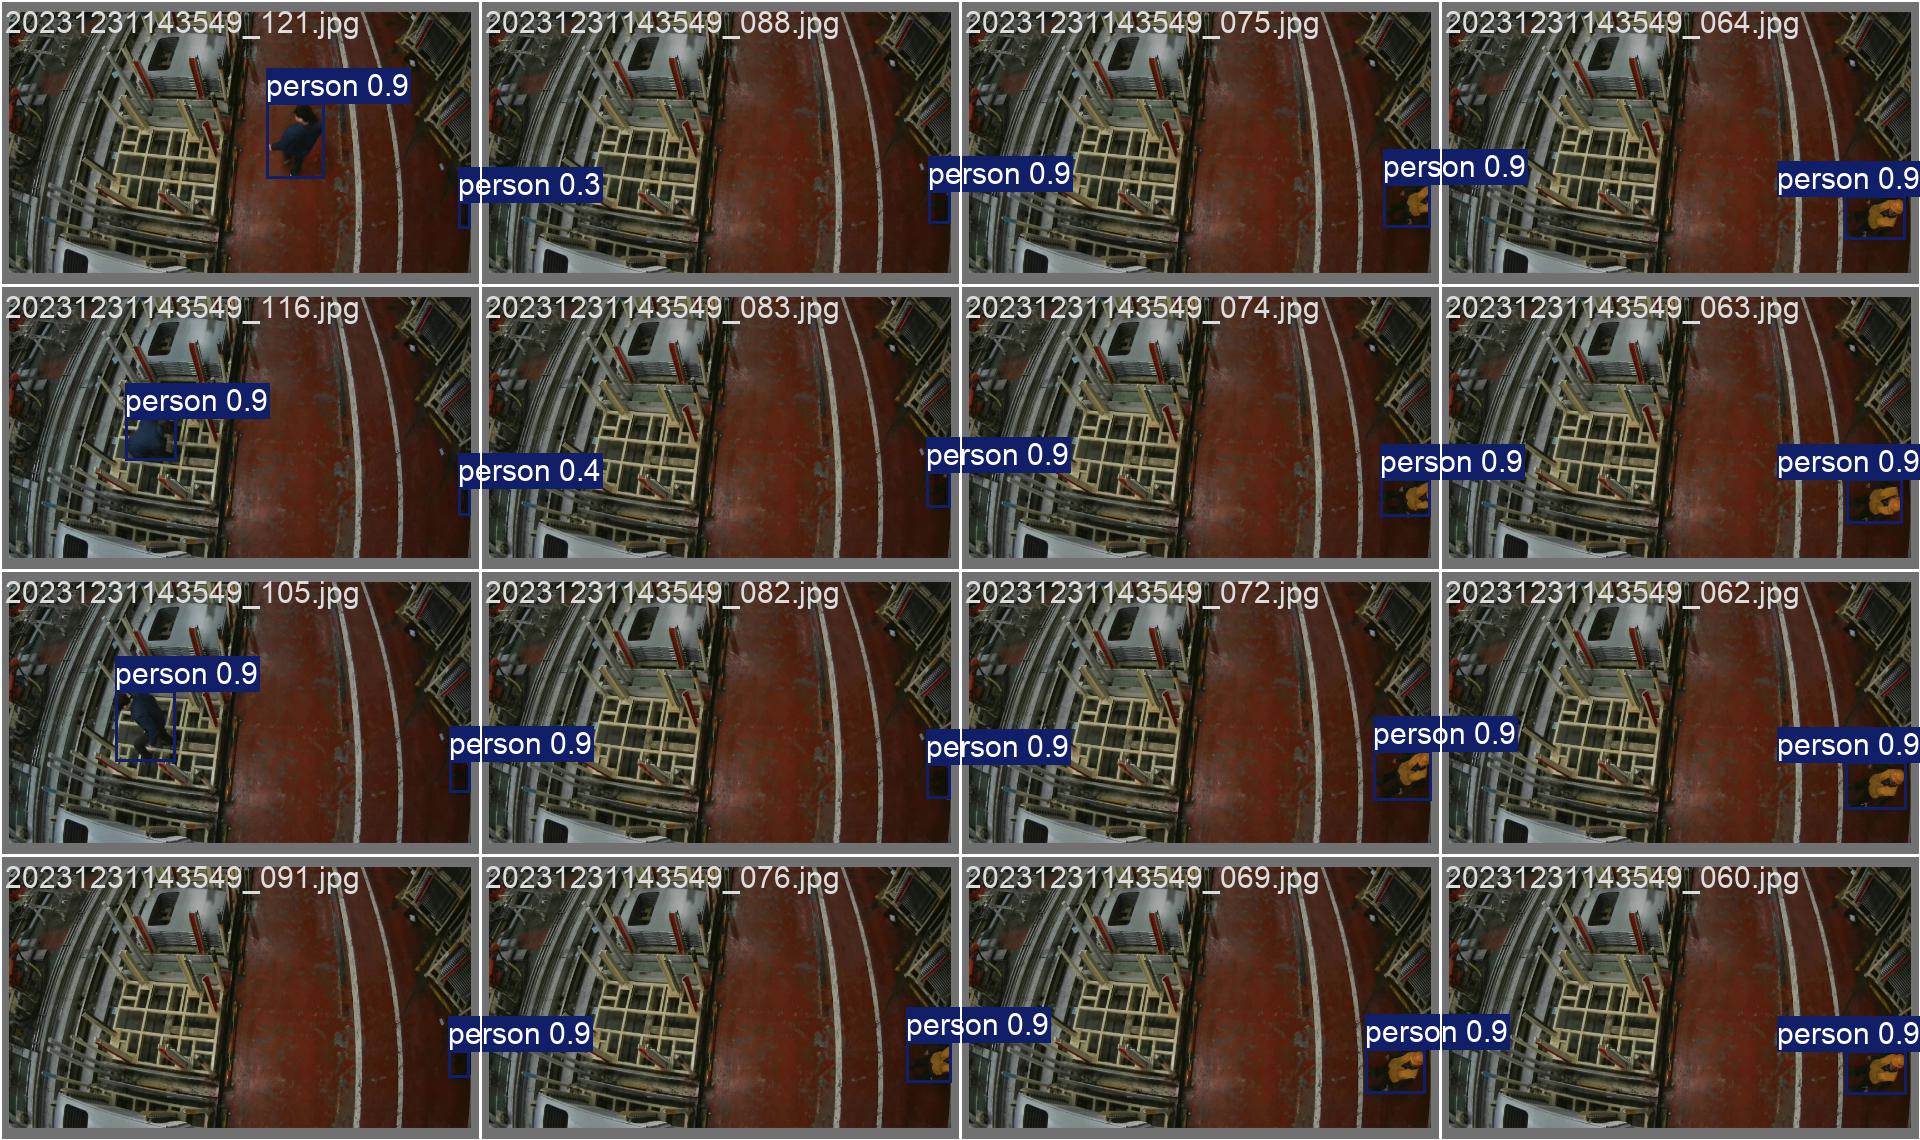 20231231143549_121.jpg
20231231143549_088.jpg
20231231143549_075.jpg
20231231143549_064.jpg
person 0.9
person 0.3
person 0.9
person 0.9
person 0.9
20231231143549_116.jpg
20231231143549_083.jpg
20231231143549_074.jpg
20231231143549_063.jpg
person 0.9
person 0.4
person 0.9
person 0.9
person 0.9
20231231143549_105.jpg
20231231143549_082.jpg
20231231143549_072.jpg
20231231143549_062.jpg
person 0.9
person 0.9
person 0.9
person 0.9
person 0.9
20231231143549_091.jpg
20231231143549_076.jpg
20231231143549_069.jpg
20231231143549_060.jpg
person 0.9
person 0.9
person 0.9
person 0.9